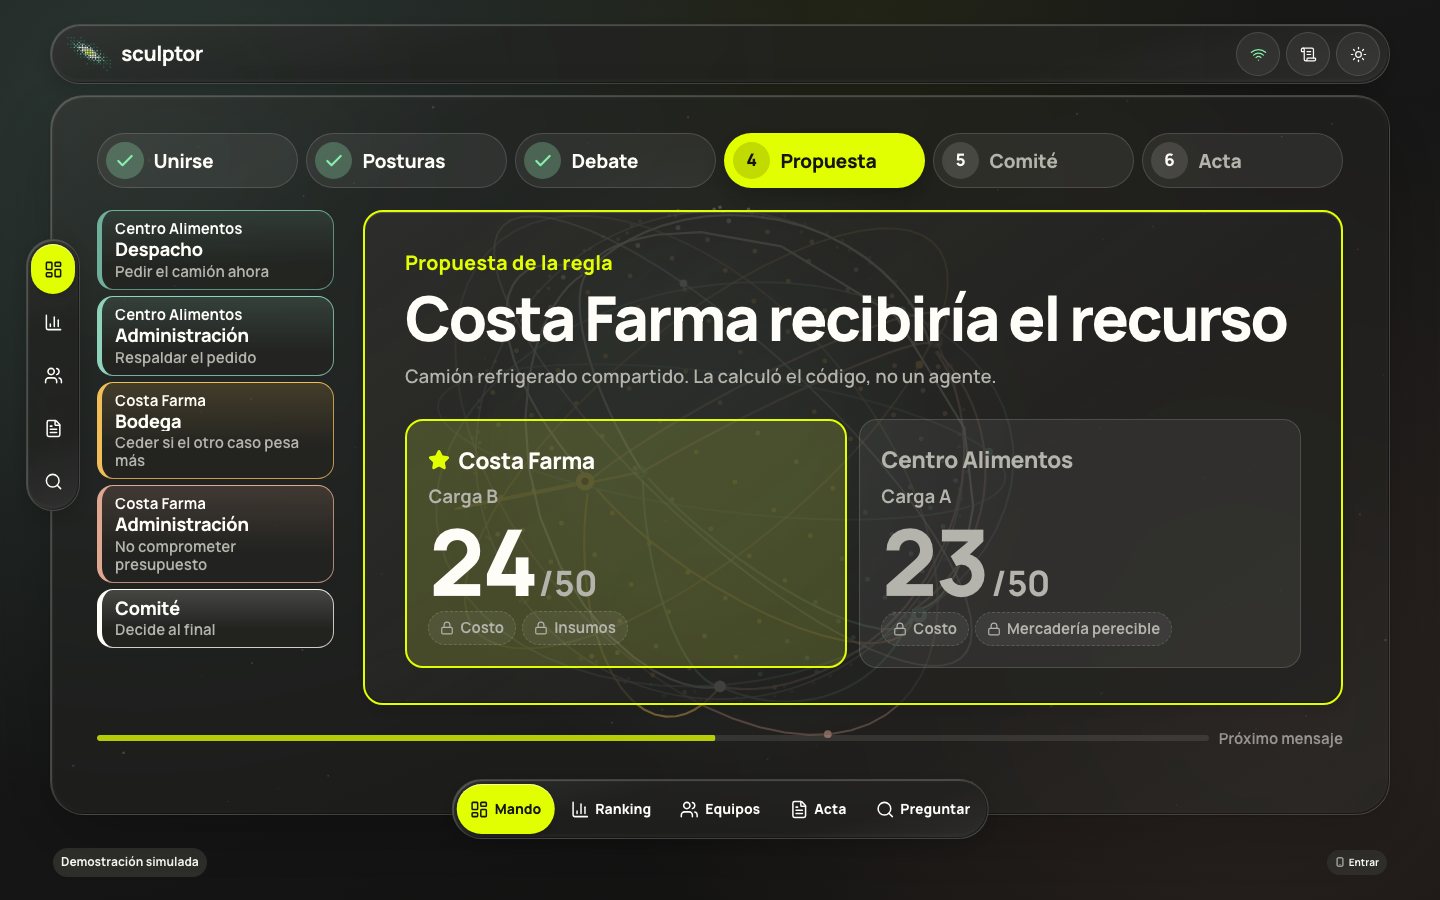 sculptor
Unirse
Posturas
Debate
4 Propuesta
5 Comité
6 Acta
Centro Alimentos
Despacho
Pedir el camión ahora
Centro Alimentos
Administración
Respaldar el pedido
Costa Farma
Bodega
Ceder si el otro caso pesa
más
Costa Farma
Administración
No comprometer
presupuesto
Comité
Decide al final
Propuesta de la regla
Costa Farma recibiría el recurso
Camión refrigerado compartido. La calculó el código, no un agente.
Costa Farma
Carga B
24/50
Costo
Insumos
Centro Alimentos
Carga A
23/50
Costo
Mercadería perecible
Próximo mensaje
Mando
Ranking
Equipos
Acta
Preguntar
Demostración simulada
Entrar